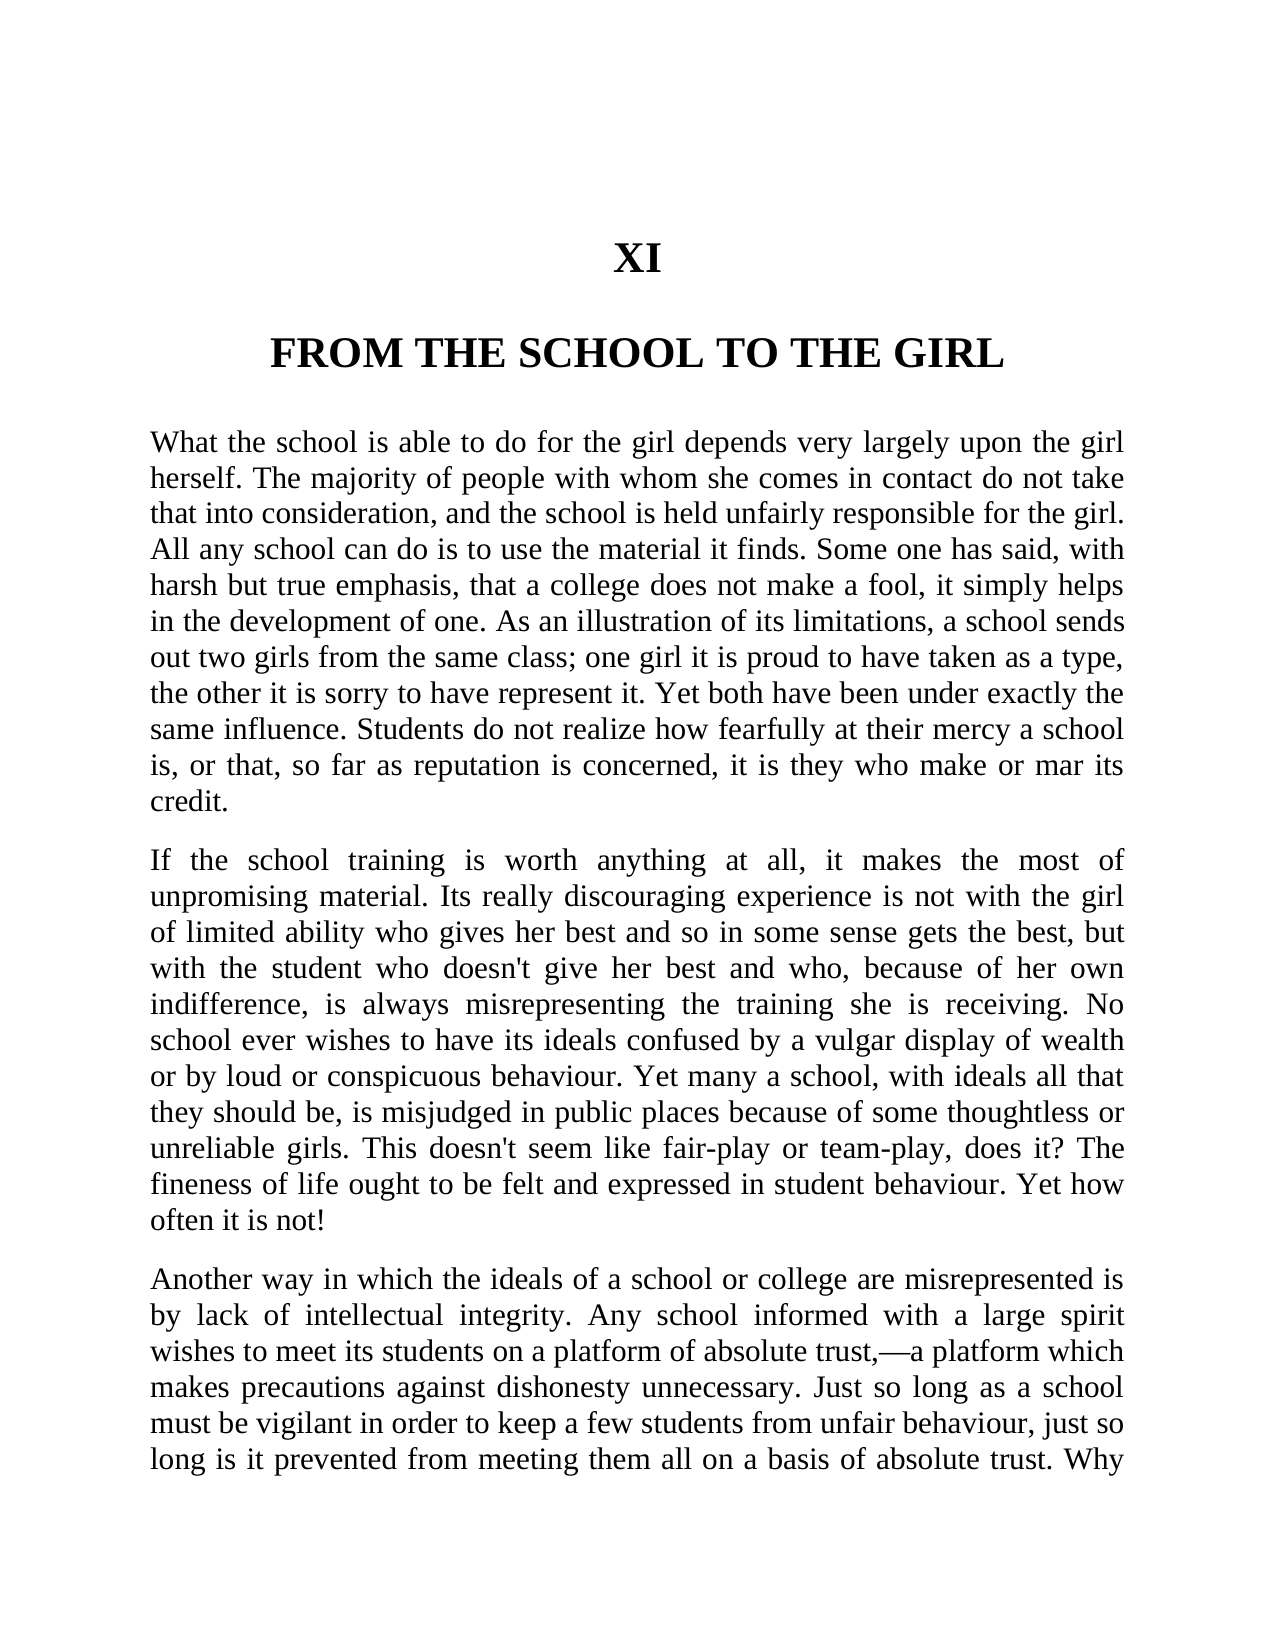 XI
FROM THE SCHOOL TO THE GIRL
What the school is able to do for the girl depends very largely upon the girl
herself. The majority of people with whom she comes in contact do not take
that into consideration, and the school is held unfairly responsible for the girl.
All any school can do is to use the material it finds. Some one has said, with
harsh but true emphasis, that a college does not make a fool, it simply helps
in the development of one. As an illustration of its limitations, a school sends
out two girls from the same class; one girl it is proud to have taken as a type,
the other it is sorry to have represent it. Yet both have been under exactly the
same influence. Students do not realize how fearfully at their mercy a school
is, or that, so far as reputation is concerned, it is they who make or mar its
credit.
If the school training is worth anything at all, it makes the most of
unpromising material. Its really discouraging experience is not with the girl
of limited ability who gives her best and so in some sense gets the best, but
with the student who doesn't give her best and who, because of her own
indifference, is always misrepresenting the training she is receiving. No
school ever wishes to have its ideals confused by a vulgar display of wealth
or by loud or conspicuous behaviour. Yet many a school, with ideals all that
they should be, is misjudged in public places because of some thoughtless or
unreliable girls. This doesn't seem like fair-play or team-play, does it? The
fineness of life ought to be felt and expressed in student behaviour. Yet how
often it is not!
Another way in which the ideals of a school or college are misrepresented is
by lack of intellectual integrity. Any school informed with a large spirit
wishes to meet its students on a platform of absolute trust,—a platform which
makes precautions against dishonesty unnecessary. Just so long as a school
must be vigilant in order to keep a few students from unfair behaviour, just so
long is it prevented from meeting them all on a basis of absolute trust. Why